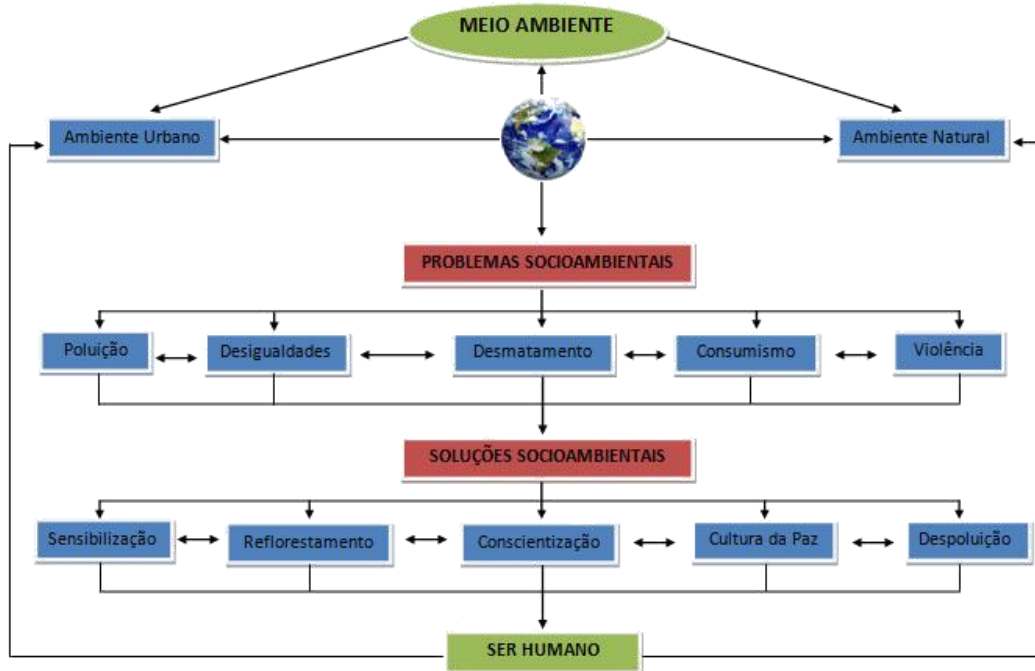 MEIO AMBIENTE
Ambiente Urbano
Ambiente Natural
PROBLEMAS SOCIOAMBIENTAIS
Poluição
Desigualdades
Desmatamento
Consumismo
Violência
SOLUÇÕES SOCIOAMBIENTAIS
Sensibilização
Reflorestamento
Conscientização
Cultura da Paz
Despoluição
SER HUMANO